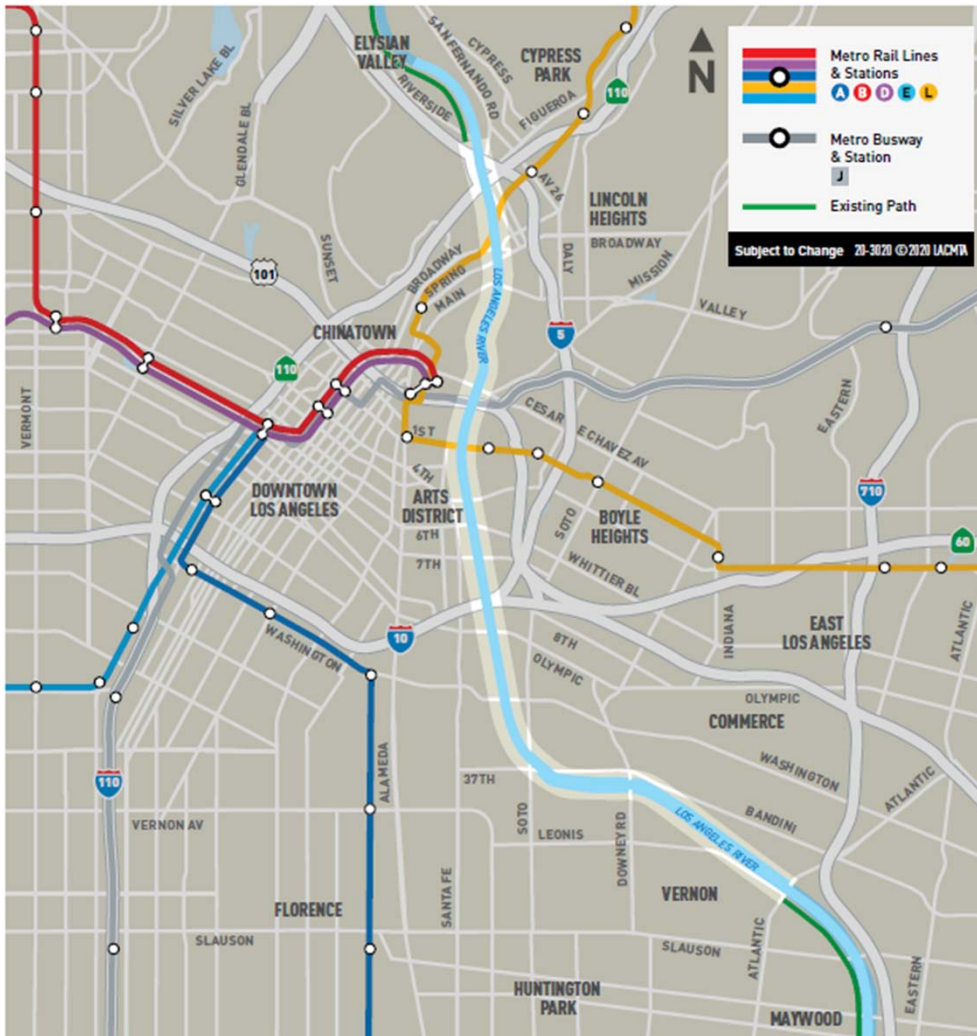 ELYSIAN
VALLEY
SAN FERNANDO RD
CYPRESS
CYPRESS
PARK
N
Metro Rail Lines
& Stations
A B D E L
Metro Busway
& Station
J
Existing Path
Subject to Change 20-3020 ©2020 LACMTA
SILVER LAKE BL
GLENDALE BL
RIVERSIDE
FIGUEROA
110
AV 26
LINCOLN
HEIGHTS
BROADWAY
DALY
MISSION
VALLEY
101
SUNSET
BROADWAY
SPRING
MAIN
LOS ANGELES RIVER
CHINATOWN
5
110
VERMONT
EASTERN
CESAR E CHAVEZ AV
1ST
4TH
DOWNTOWN
LOS ANGELES
ARTS
DISTRICT
6TH
7TH
SOTO
BOYLE
HEIGHTS
WHITTIER BL
710
60
INDIANA
EAST
LOS ANGELES
ATLANTIC
10
WASHINGTON
8TH
OLYMPIC
OLYMPIC
COMMERCE
WASHINGTON
ATLANTIC
110
ALAMEDA
37TH
SOTO
LEONIS
DOWNEY RD
BANDINI
LOS ANGELES RIVER
VERNON AV
VERNON
FLORENCE
SANTA FE
SLAUSON
SLAUSON
ATLANTIC
EASTERN
HUNTINGTON
PARK
MAYWOOD